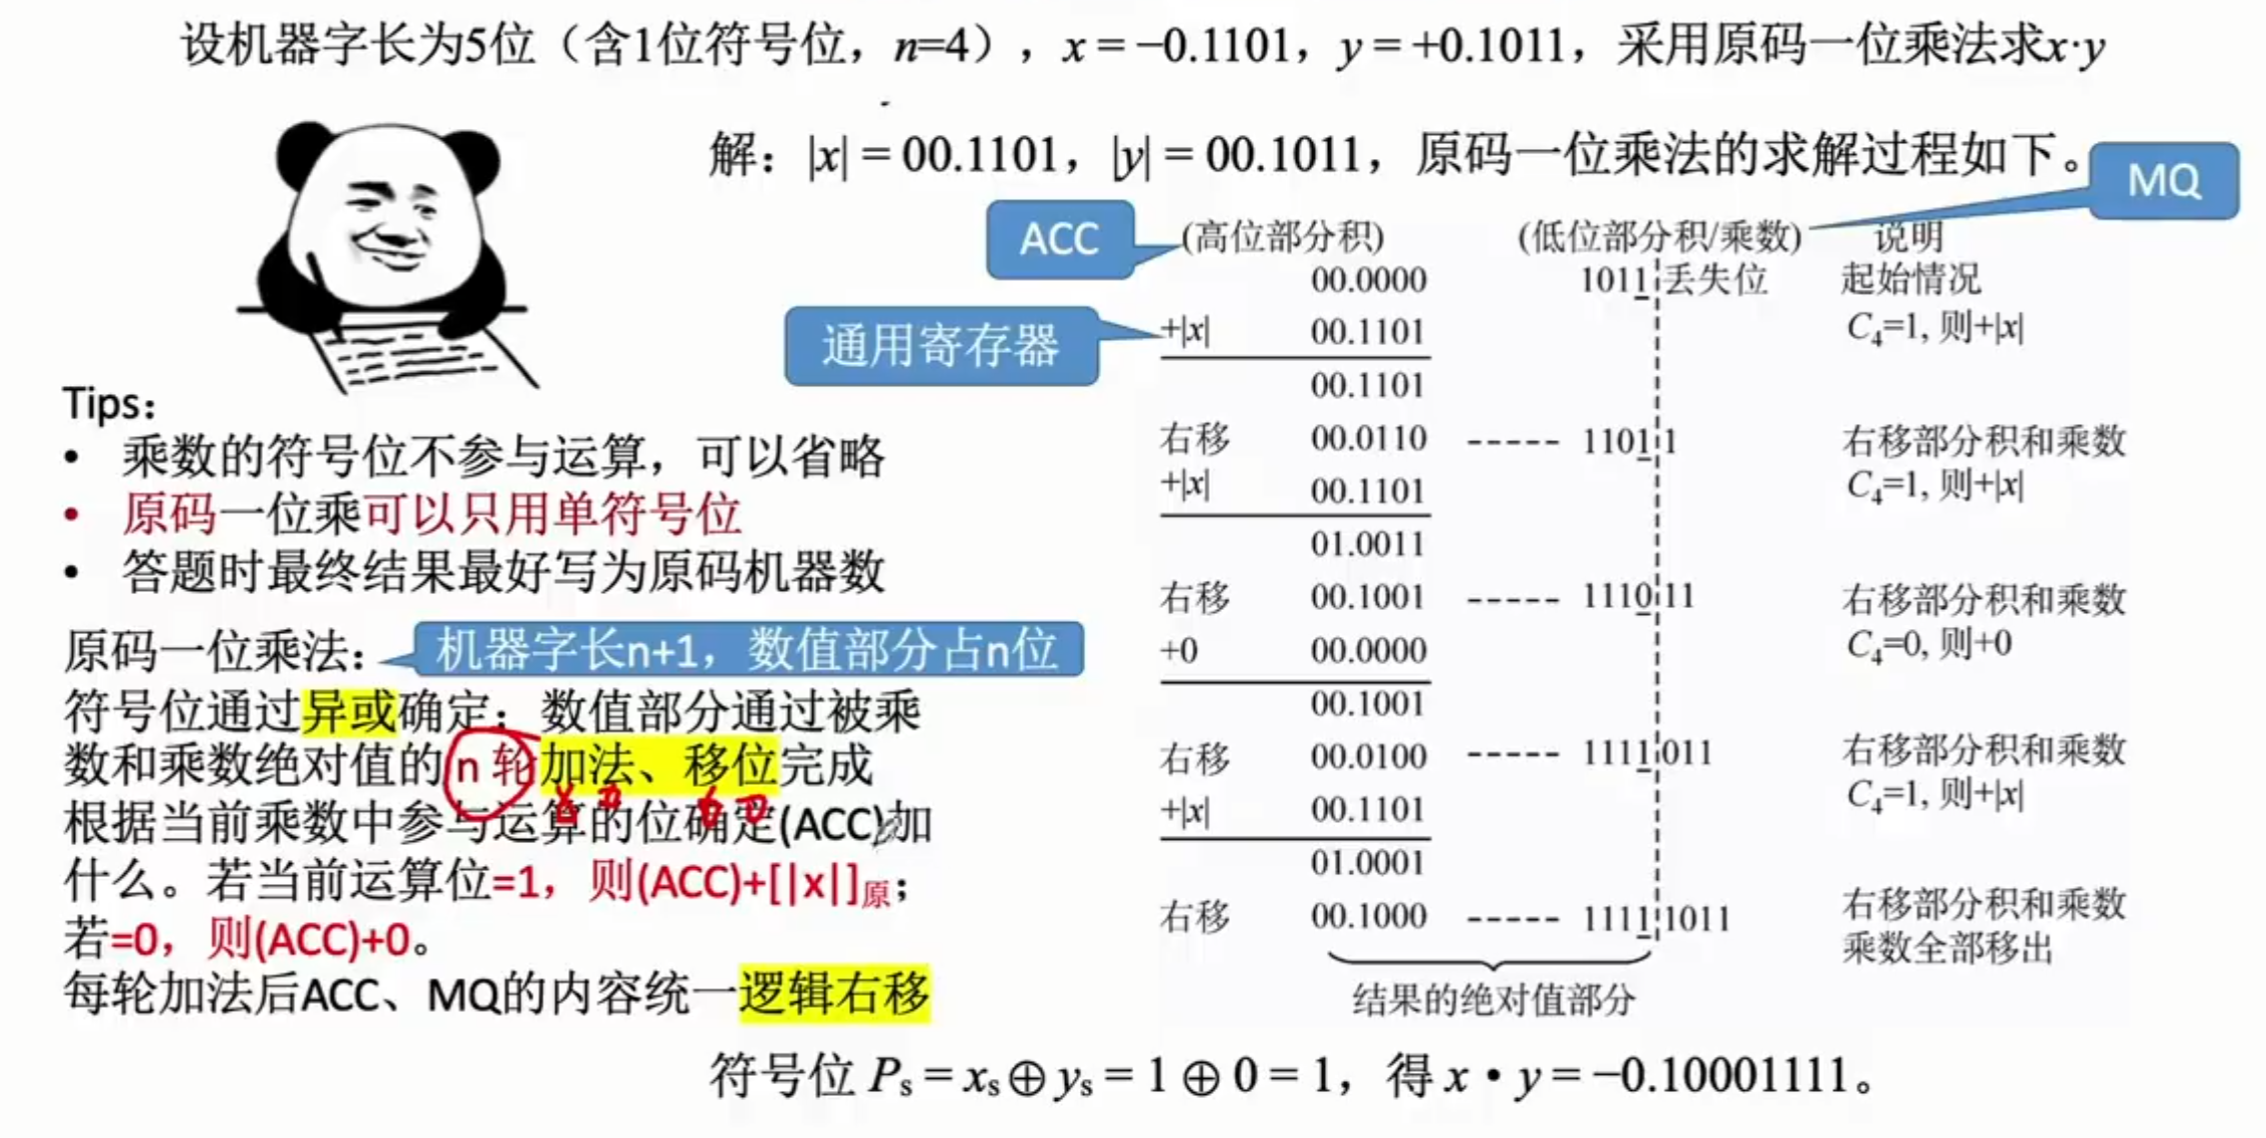 设机器字长为5位（含1位符号位，n=4），x = −0.1101，y = +0.1011，采用原码一位乘法求x·y
解：|x| = 00.1101，|y| = 00.1011，原码一位乘法的求解过程如下。
MQ
ACC
(高位部分积) (低位部分积/乘数) 说明
00.0000 1011 丢失位 起始情况
通用寄存器
+|x| 00.1101 C₄=1, 则+|x|
00.1101
右移 00.0110 ----- 1101 1 右移部分积和乘数
+|x| 00.1101 C₄=1, 则+|x|
01.0011
右移 00.1001 ----- 1110 11 右移部分积和乘数
+0 00.0000 C₄=0, 则+0
00.1001
右移 00.0100 ----- 1111 011 右移部分积和乘数
+|x| 00.1101 C₄=1, 则+|x|
01.0001
右移 00.1000 ----- 1111 1011 右移部分积和乘数
乘数全部移出
结果的绝对值部分
Tips：
• 乘数的符号位不参与运算，可以省略
• 原码一位乘可以只用单符号位
• 答题时最终结果最好写为原码机器数
原码一位乘法：
机器字长n+1，数值部分占n位
符号位通过异或确定；数值部分通过被乘
数和乘数绝对值的 n 轮加法、移位完成
根据当前乘数中参与运算的位确定(ACC)加
什么。若当前运算位=1，则(ACC)+[|x|]原；
若=0，则(ACC)+0。
每轮加法后ACC、MQ的内容统一逻辑右移
符号位 Pₛ = xₛ ⊕ yₛ = 1 ⊕ 0 = 1，得 x • y = −0.10001111。